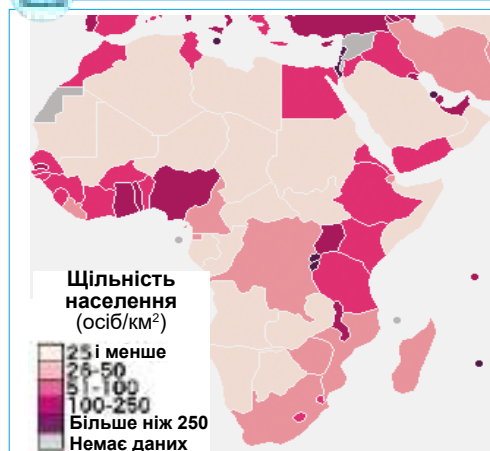 Щільність
населення
(осіб/км²)
25 і менше
26-50
51-100
100-250
Більше ніж 250
Немає даних